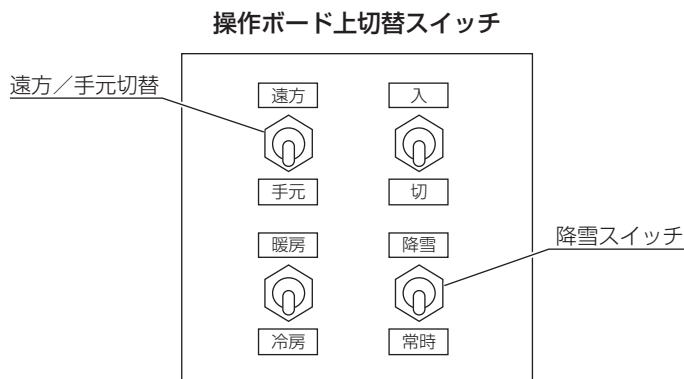 操作ボード上切替スイッチ
遠方／手元切替
遠方
入
手元
切
暖房
降雪
降雪スイッチ
冷房
常時